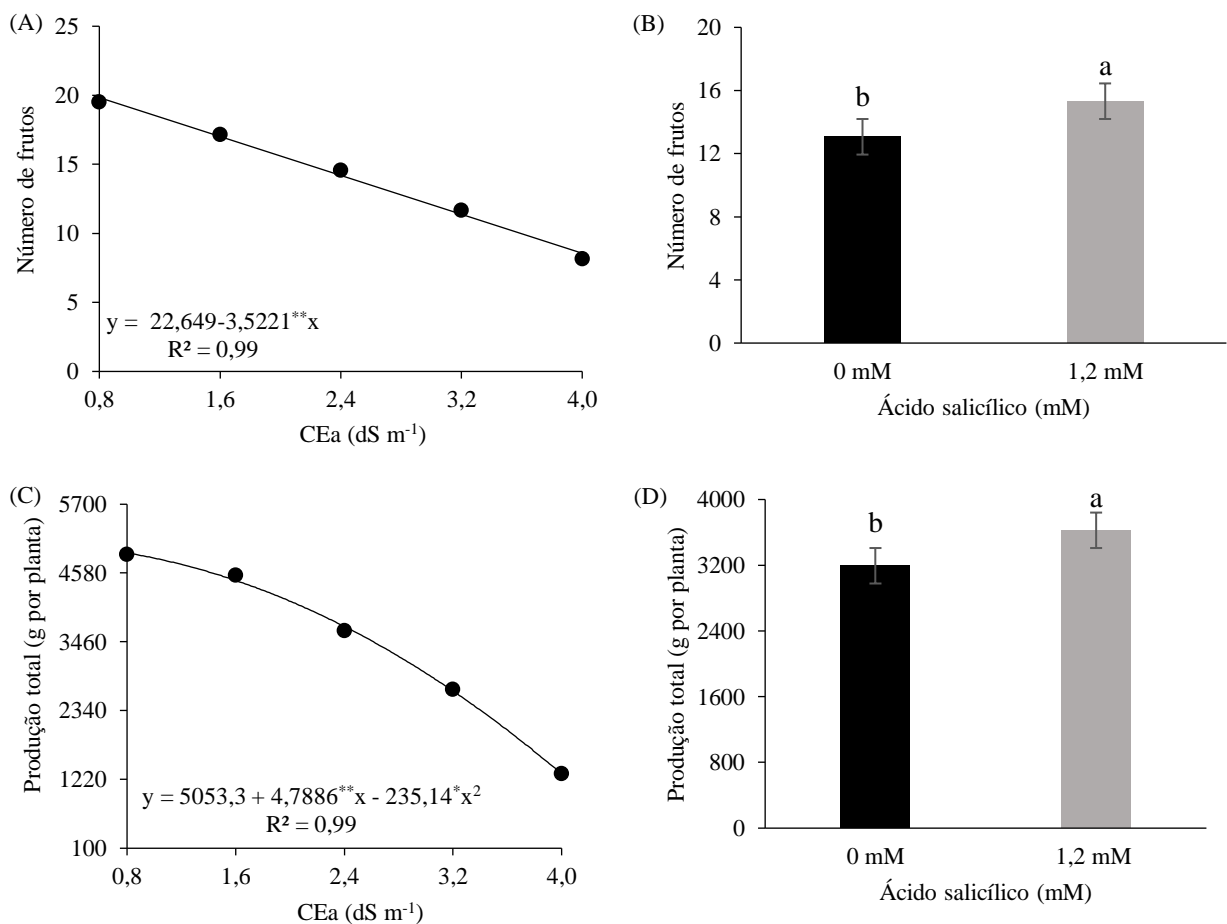 (A)
Número de frutos
25
20
15
10
5
0
y = 22,649-3,5221**x
R² = 0,99
0,8 1,6 2,4 3,2 4,0
CEa (dS m-1)
(B)
Número de frutos
20
16
12
8
4
0
b
a
0 mM 1,2 mM
Ácido salicílico (mM)
(C)
Produção total (g por planta)
5700
4580
3460
2340
1220
100
y = 5053,3 + 4,7886**x - 235,14*x2
R² = 0,99
0,8 1,6 2,4 3,2 4,0
CEa (dS m-1)
(D)
Produção total (g por planta)
4000
3200
2400
1600
800
0
b
a
0 mM 1,2 mM
Ácido salicílico (mM)